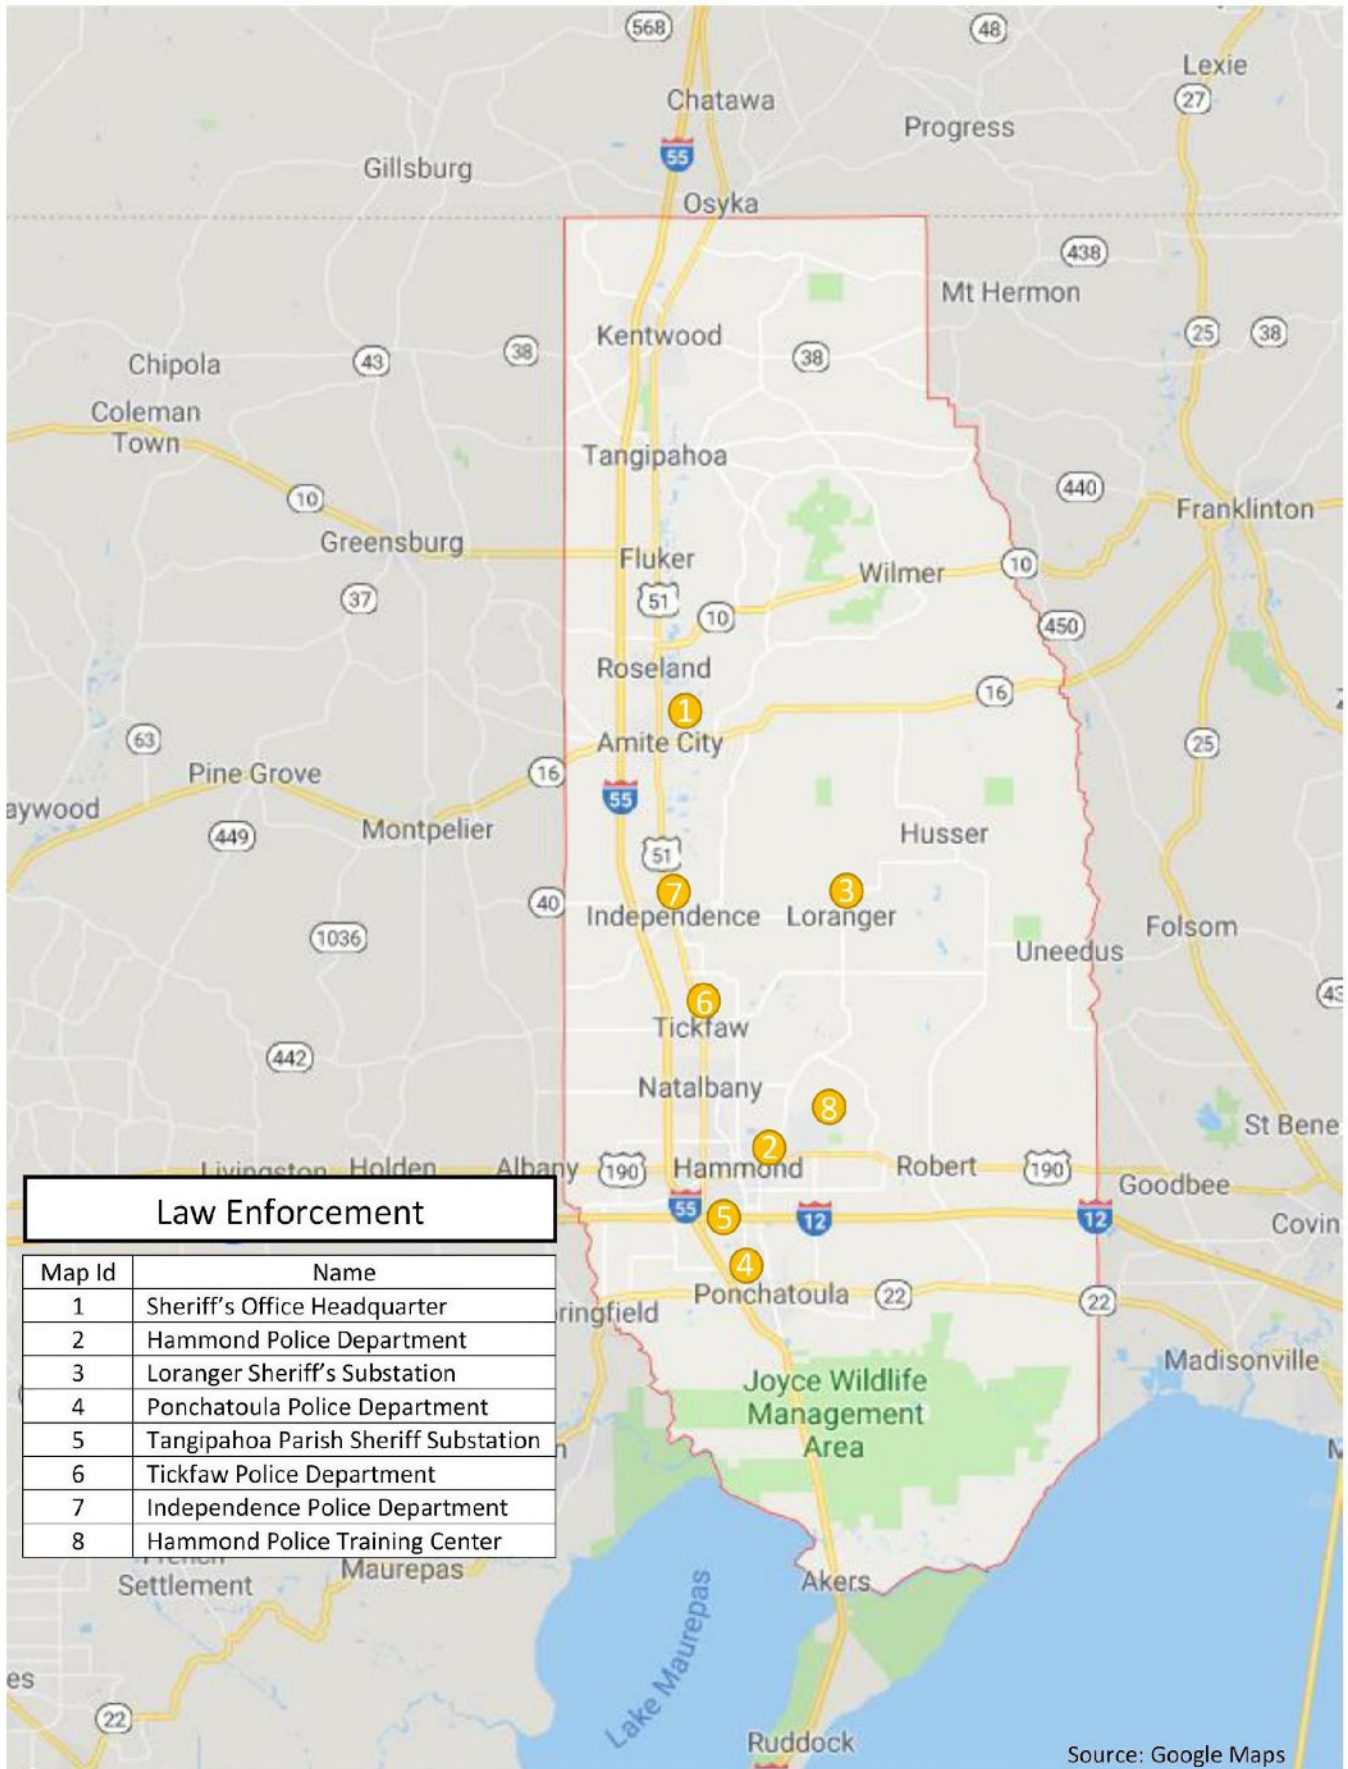 568
48
Lexie
27
Chatawa
Progress
55
Gillsburg
Osyka
438
Mt Hermon
Kentwood
25
38
38
38
43
Chipola
Coleman
Town
Tangipahoa
440
10
Franklinton
Greensburg
Fluker
Wilmer
10
51
37
10
450
Roseland
16
1
63
Amite City
25
16
Pine Grove
55
aywood
Montpelier
449
Husser
51
7
3
40
Independence
Loranger
1036
Folsom
Uneedus
43
6
Tickfaw
442
Natalbany
8
St Bene
2
Livingston
Holden
Albany
190
Hammond
Robert
190
Goodbee
Law Enforcement
55
5
12
12
Covin
4
Ponchatoula
22
22
Map Id Name
1 Sheriff's Office Headquarter
2 Hammond Police Department
3 Loranger Sheriff's Substation
4 Ponchatoula Police Department
5 Tangipahoa Parish Sheriff Substation
6 Tickfaw Police Department
7 Independence Police Department
8 Hammond Police Training Center
ringfield
Madisonville
Joyce Wildlife
Management
Area
Settlement
Maurepas
Akers
Lake Maurepas
es
22
Ruddock
Source: Google Maps